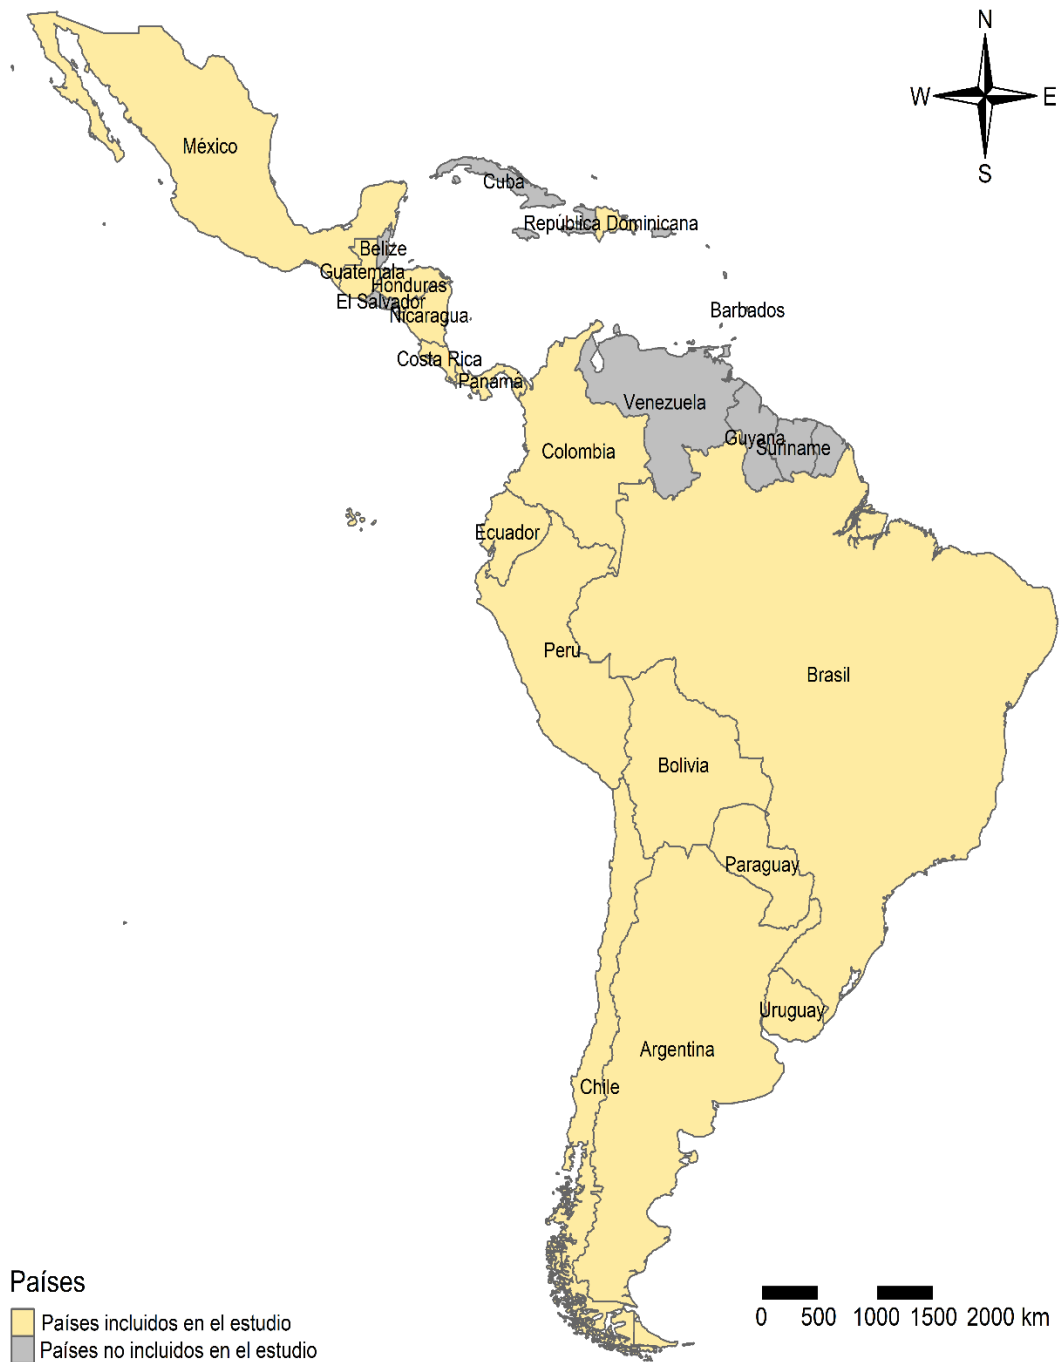 N
W E
S
México
Cuba
República Dominicana
Belize
Guatemala
Honduras
El Salvador
Nicaragua
Barbados
Costa Rica
Panamá
Venezuela
Guyana
Suriname
Colombia
Ecuador
Perú
Brasil
Bolivia
Paraguay
Uruguay
Argentina
Chile
Países
Países incluidos en el estudio
Países no incluidos en el estudio
0 500 1000 1500 2000 km